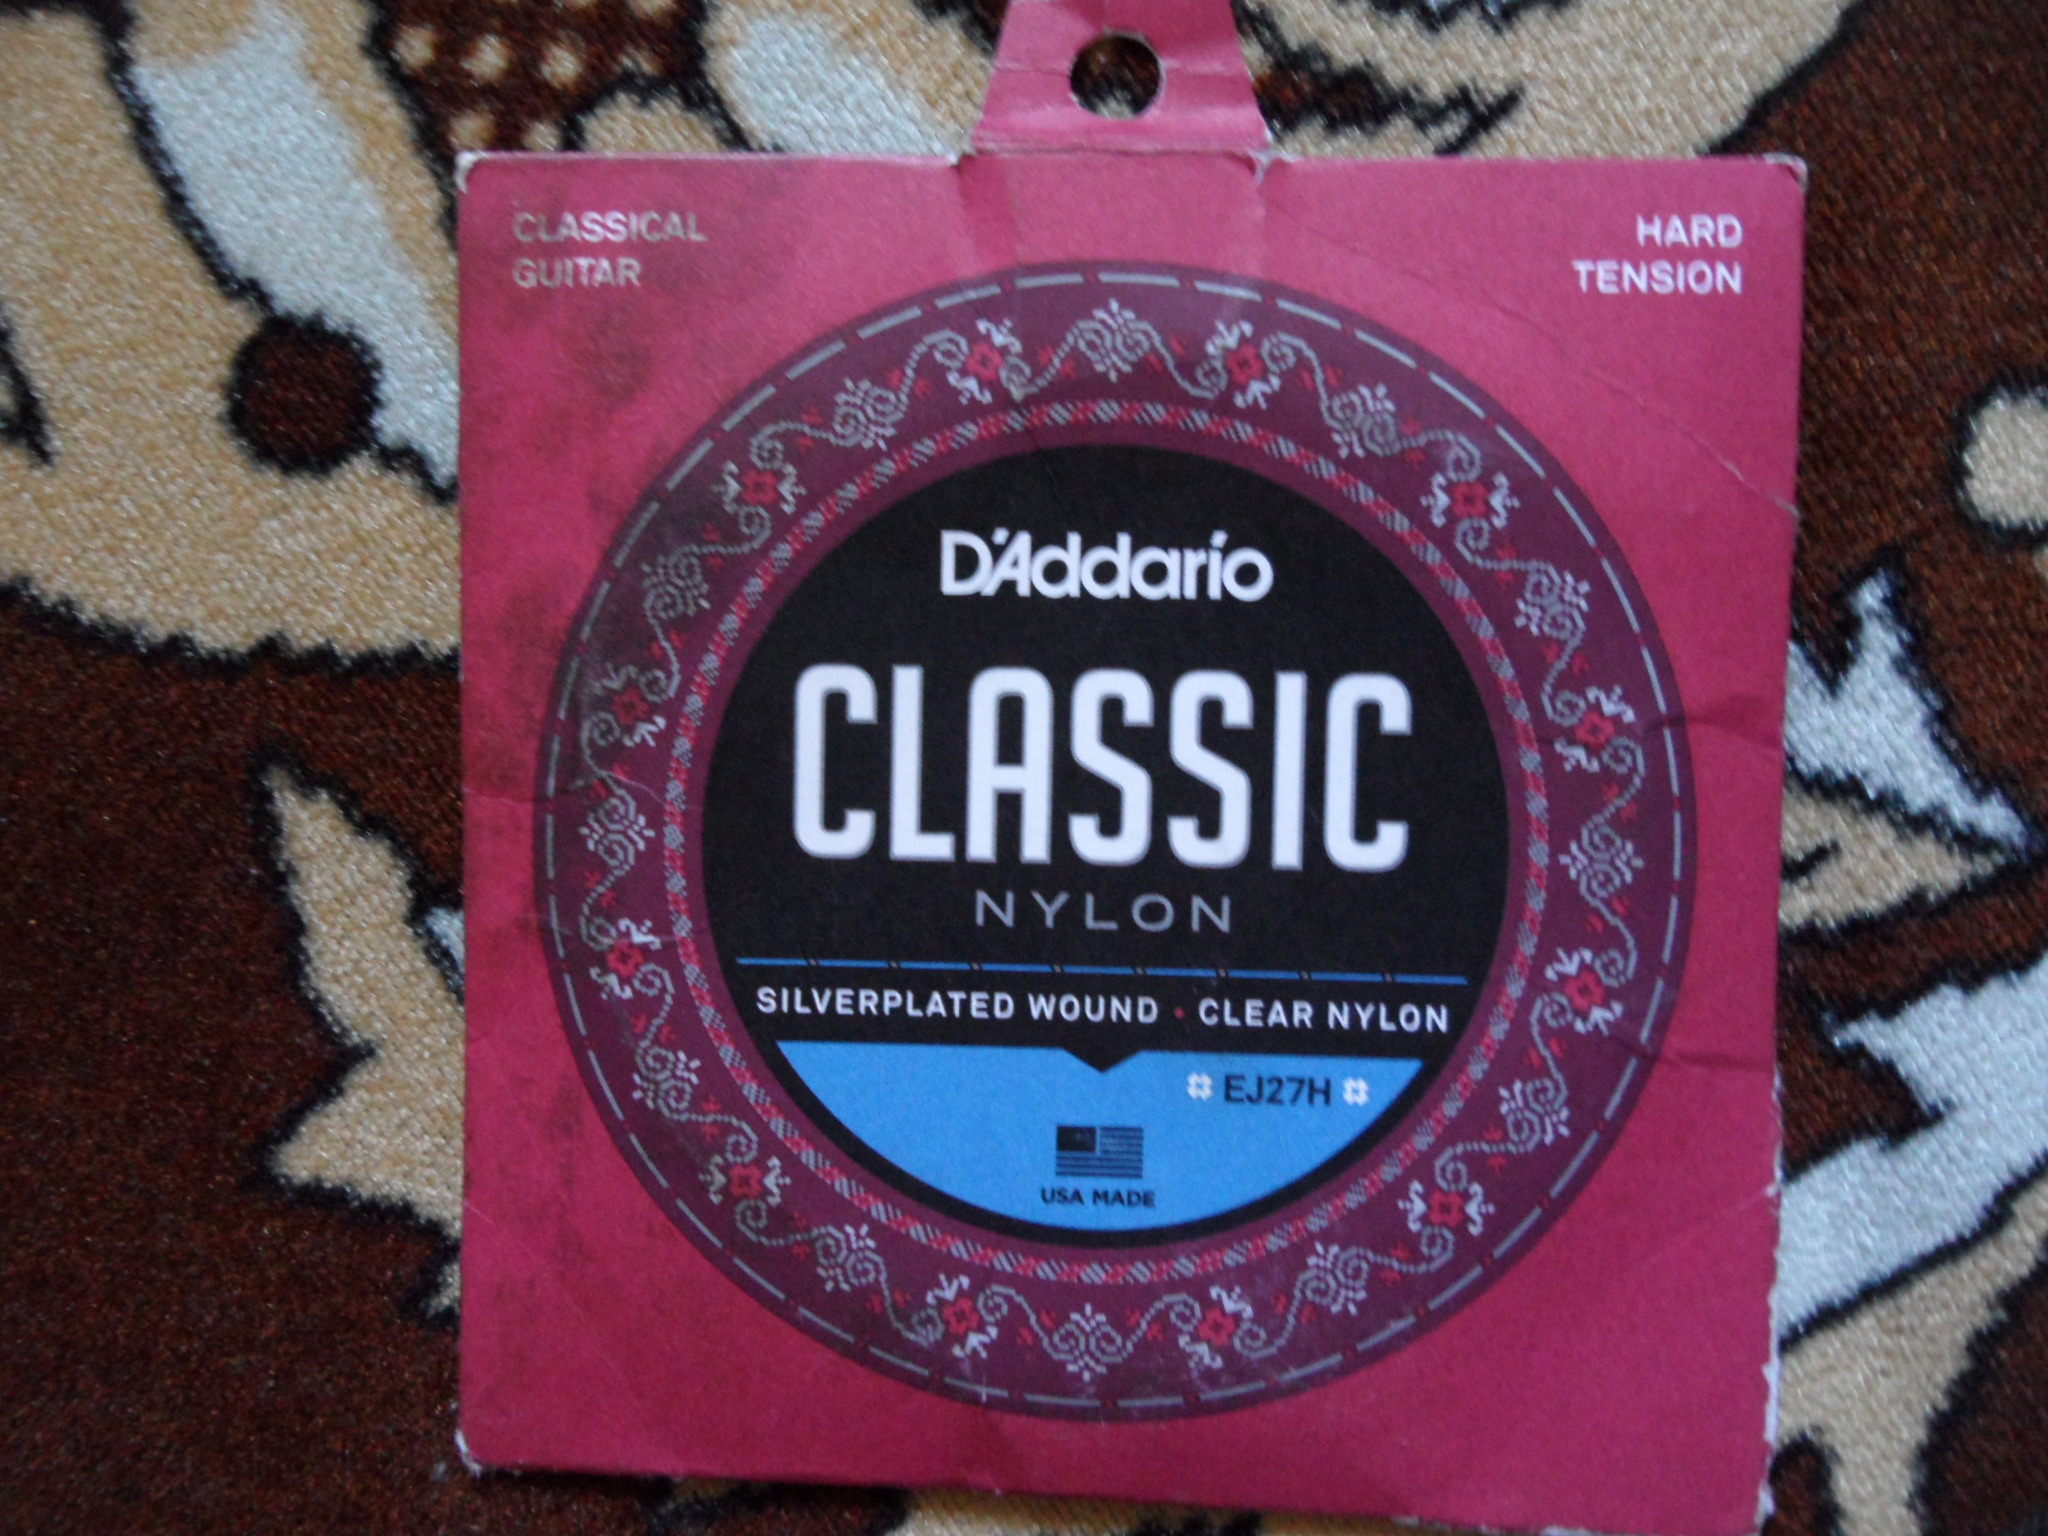 CLASSICAL
GUITAR
HARD
TENSION
D'Addario
CLASSIC
NYLON
SILVERPLATED WOUND • CLEAR NYLON
EJ27H
USA MADE